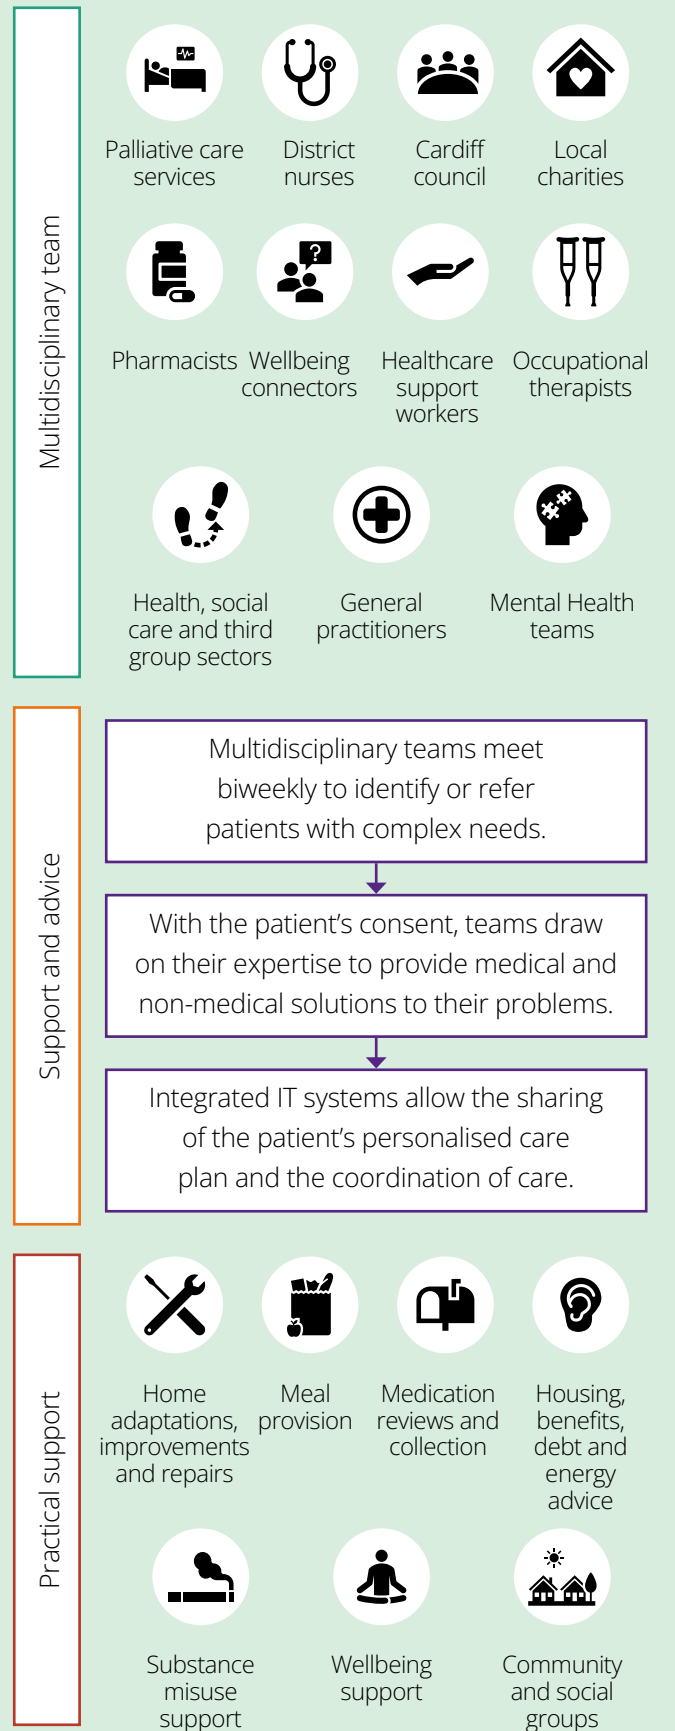 Multidisciplinary team
Palliative care
services
District
nurses
Cardiff
council
Local
charities
?
Pharmacists
Wellbeing
connectors
Healthcare
support
workers
Occupational
therapists
Health, social
care and third
group sectors
General
practitioners
Mental Health
teams
Support and advice
Multidisciplinary teams meet
biweekly to identify or refer
patients with complex needs.
With the patient’s consent, teams draw
on their expertise to provide medical and
non-medical solutions to their problems.
Integrated IT systems allow the sharing
of the patient’s personalised care
plan and the coordination of care.
Practical support
Home
adaptations,
improvements
and repairs
Meal
provision
Medication
reviews and
collection
Housing,
benefits,
debt and
energy
advice
Substance
misuse
support
Wellbeing
support
Community
and social
groups